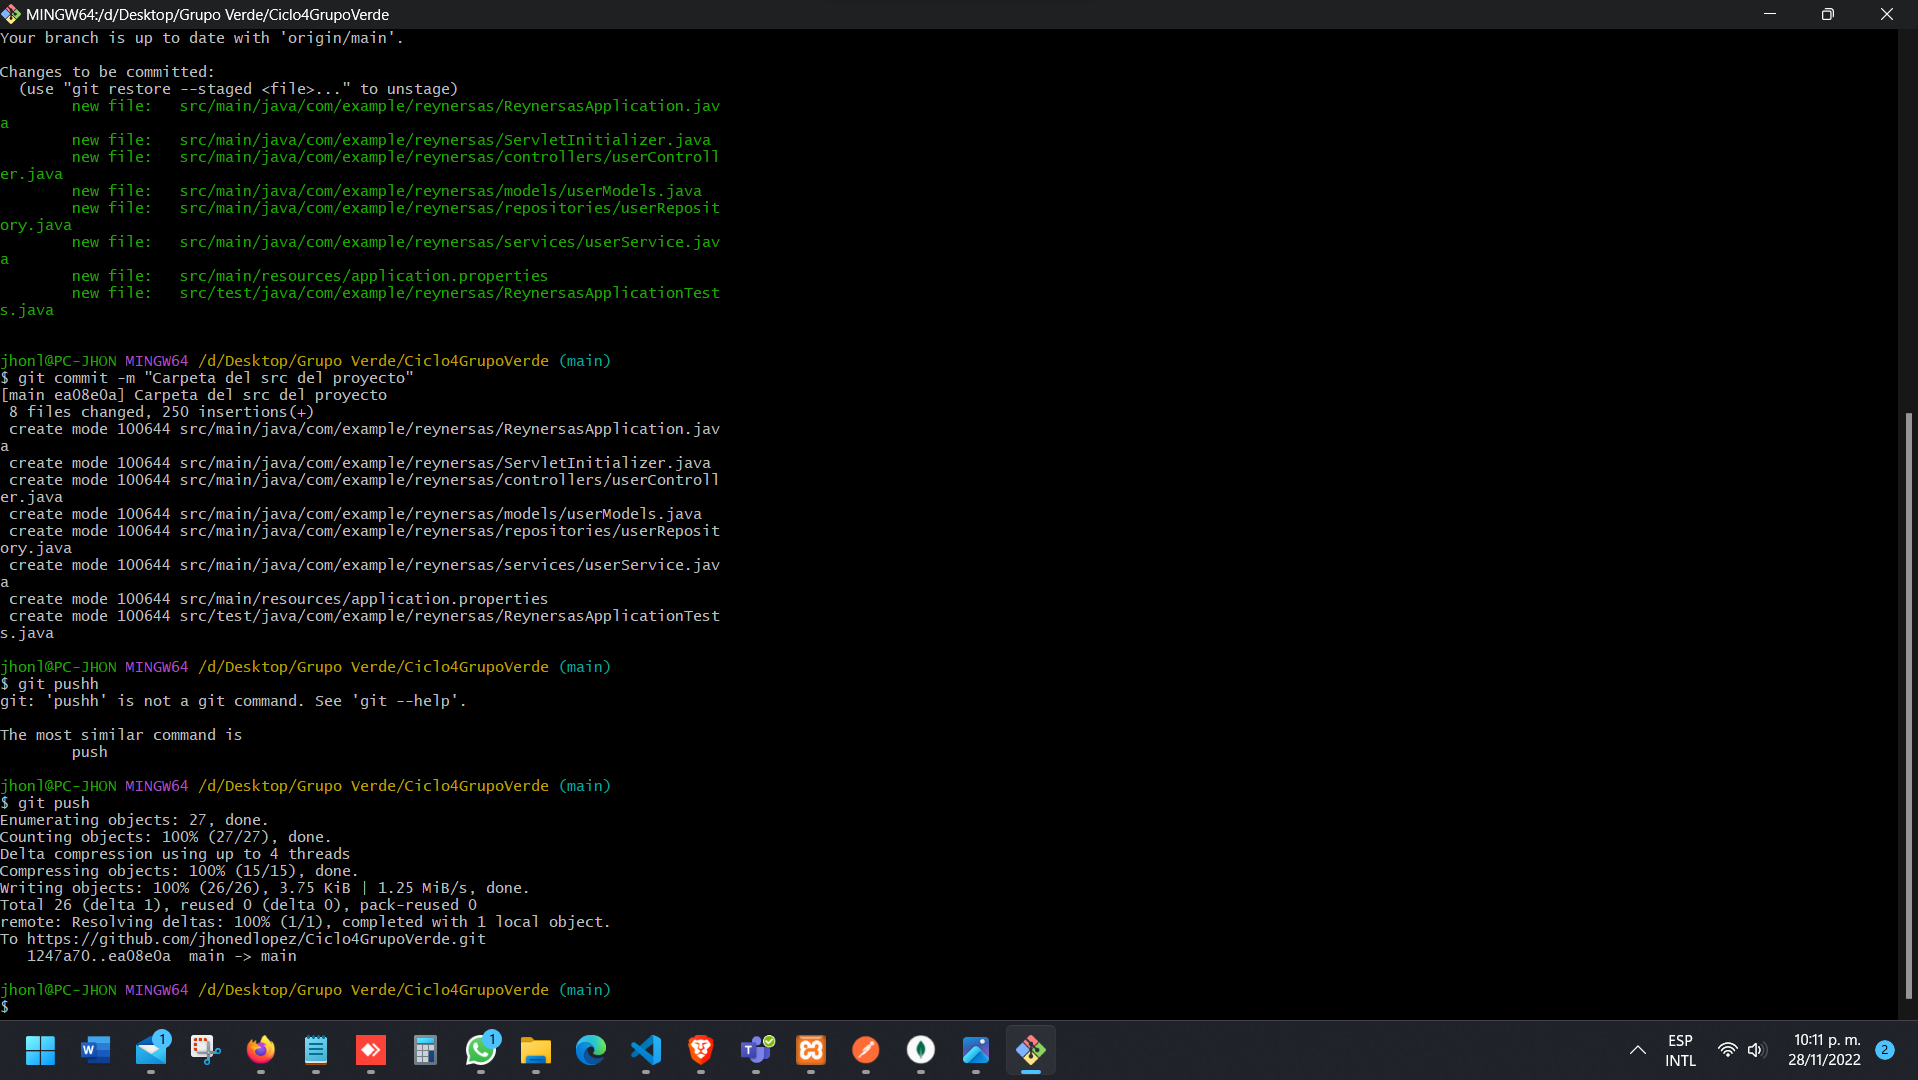 MINGW64:/d/Desktop/Grupo Verde/Ciclo4GrupoVerde
Your branch is up to date with 'origin/main'.
Changes to be committed:
  (use "git restore --staged <file>..." to unstage)
        new file:   src/main/java/com/example/reynersas/ReynersasApplication.jav
a
        new file:   src/main/java/com/example/reynersas/ServletInitializer.java
        new file:   src/main/java/com/example/reynersas/controllers/userControll
er.java
        new file:   src/main/java/com/example/reynersas/models/userModels.java
        new file:   src/main/java/com/example/reynersas/repositories/userReposit
ory.java
        new file:   src/main/java/com/example/reynersas/services/userService.jav
a
        new file:   src/main/resources/application.properties
        new file:   src/test/java/com/example/reynersas/ReynersasApplicationTest
s.java
jhonl@PC-JHON MINGW64 /d/Desktop/Grupo Verde/Ciclo4GrupoVerde (main)
$ git commit -m "Carpeta del src del proyecto"
[main ea08e0a] Carpeta del src del proyecto
 8 files changed, 250 insertions(+)
 create mode 100644 src/main/java/com/example/reynersas/ReynersasApplication.jav
a
 create mode 100644 src/main/java/com/example/reynersas/ServletInitializer.java
 create mode 100644 src/main/java/com/example/reynersas/controllers/userControll
er.java
 create mode 100644 src/main/java/com/example/reynersas/models/userModels.java
 create mode 100644 src/main/java/com/example/reynersas/repositories/userReposit
ory.java
 create mode 100644 src/main/java/com/example/reynersas/services/userService.jav
a
 create mode 100644 src/main/resources/application.properties
 create mode 100644 src/test/java/com/example/reynersas/ReynersasApplicationTest
s.java
jhonl@PC-JHON MINGW64 /d/Desktop/Grupo Verde/Ciclo4GrupoVerde (main)
$ git pushh
git: 'pushh' is not a git command. See 'git --help'.
The most similar command is
        push
jhonl@PC-JHON MINGW64 /d/Desktop/Grupo Verde/Ciclo4GrupoVerde (main)
$ git push
Enumerating objects: 27, done.
Counting objects: 100% (27/27), done.
Delta compression using up to 4 threads
Compressing objects: 100% (15/15), done.
Writing objects: 100% (26/26), 3.75 KiB | 1.25 MiB/s, done.
Total 26 (delta 1), reused 0 (delta 0), pack-reused 0
remote: Resolving deltas: 100% (1/1), completed with 1 local object.
To https://github.com/jhonedlopez/Ciclo4GrupoVerde.git
   1247a70..ea08e0a  main -> main
jhonl@PC-JHON MINGW64 /d/Desktop/Grupo Verde/Ciclo4GrupoVerde (main)
$
W
1
1
ESP
INTL
10:11 p. m.
28/11/2022
2